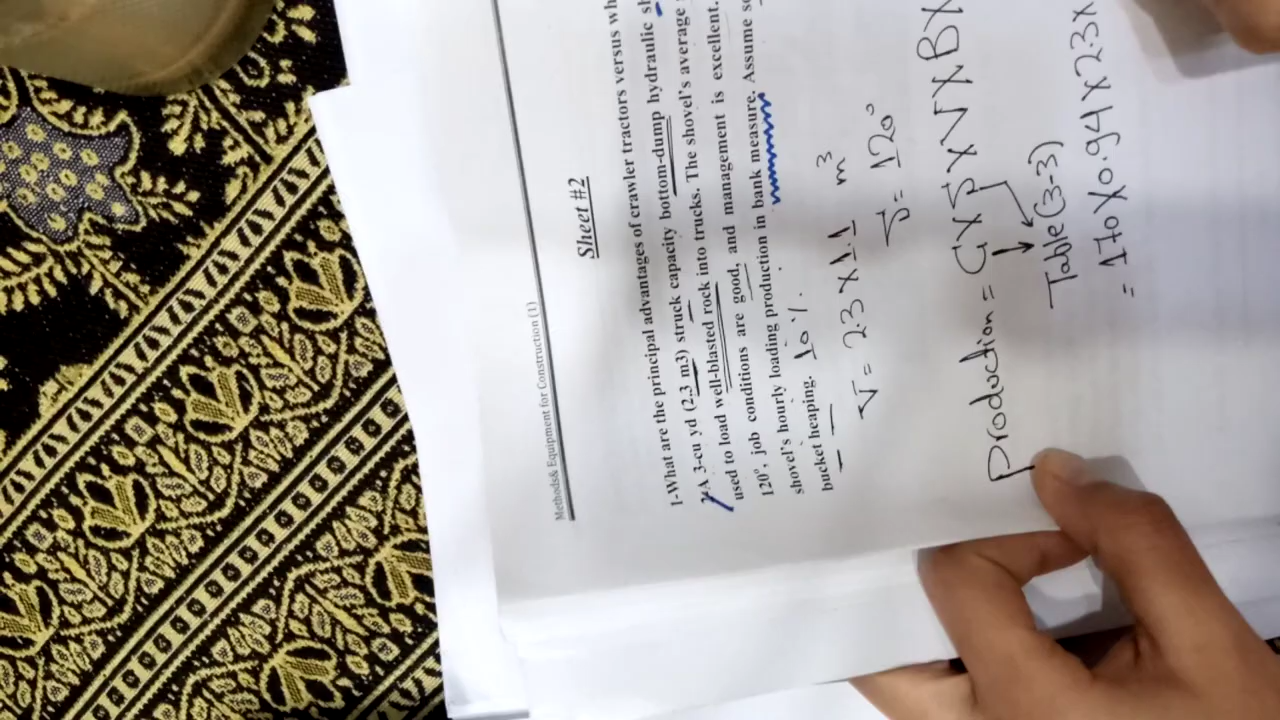 Methods& Equipment for Construction (1)
Sheet #2
1-What are the principal advantages of crawler tractors versus wh
2-A 3-cu yd (2.3 m3) struck capacity bottom-dump hydraulic sh
used to load well-blasted rock into trucks. The shovel's average
120°, job conditions are good, and management is excellent.
shovel's hourly loading production in bank measure. Assume
bucket heaping. 10 %.
V = 2.3 X 1.1 m³
= 120°
Production = C X S X V X B X
Table (3-3)
= 170 X 0.94 X 2.3 X